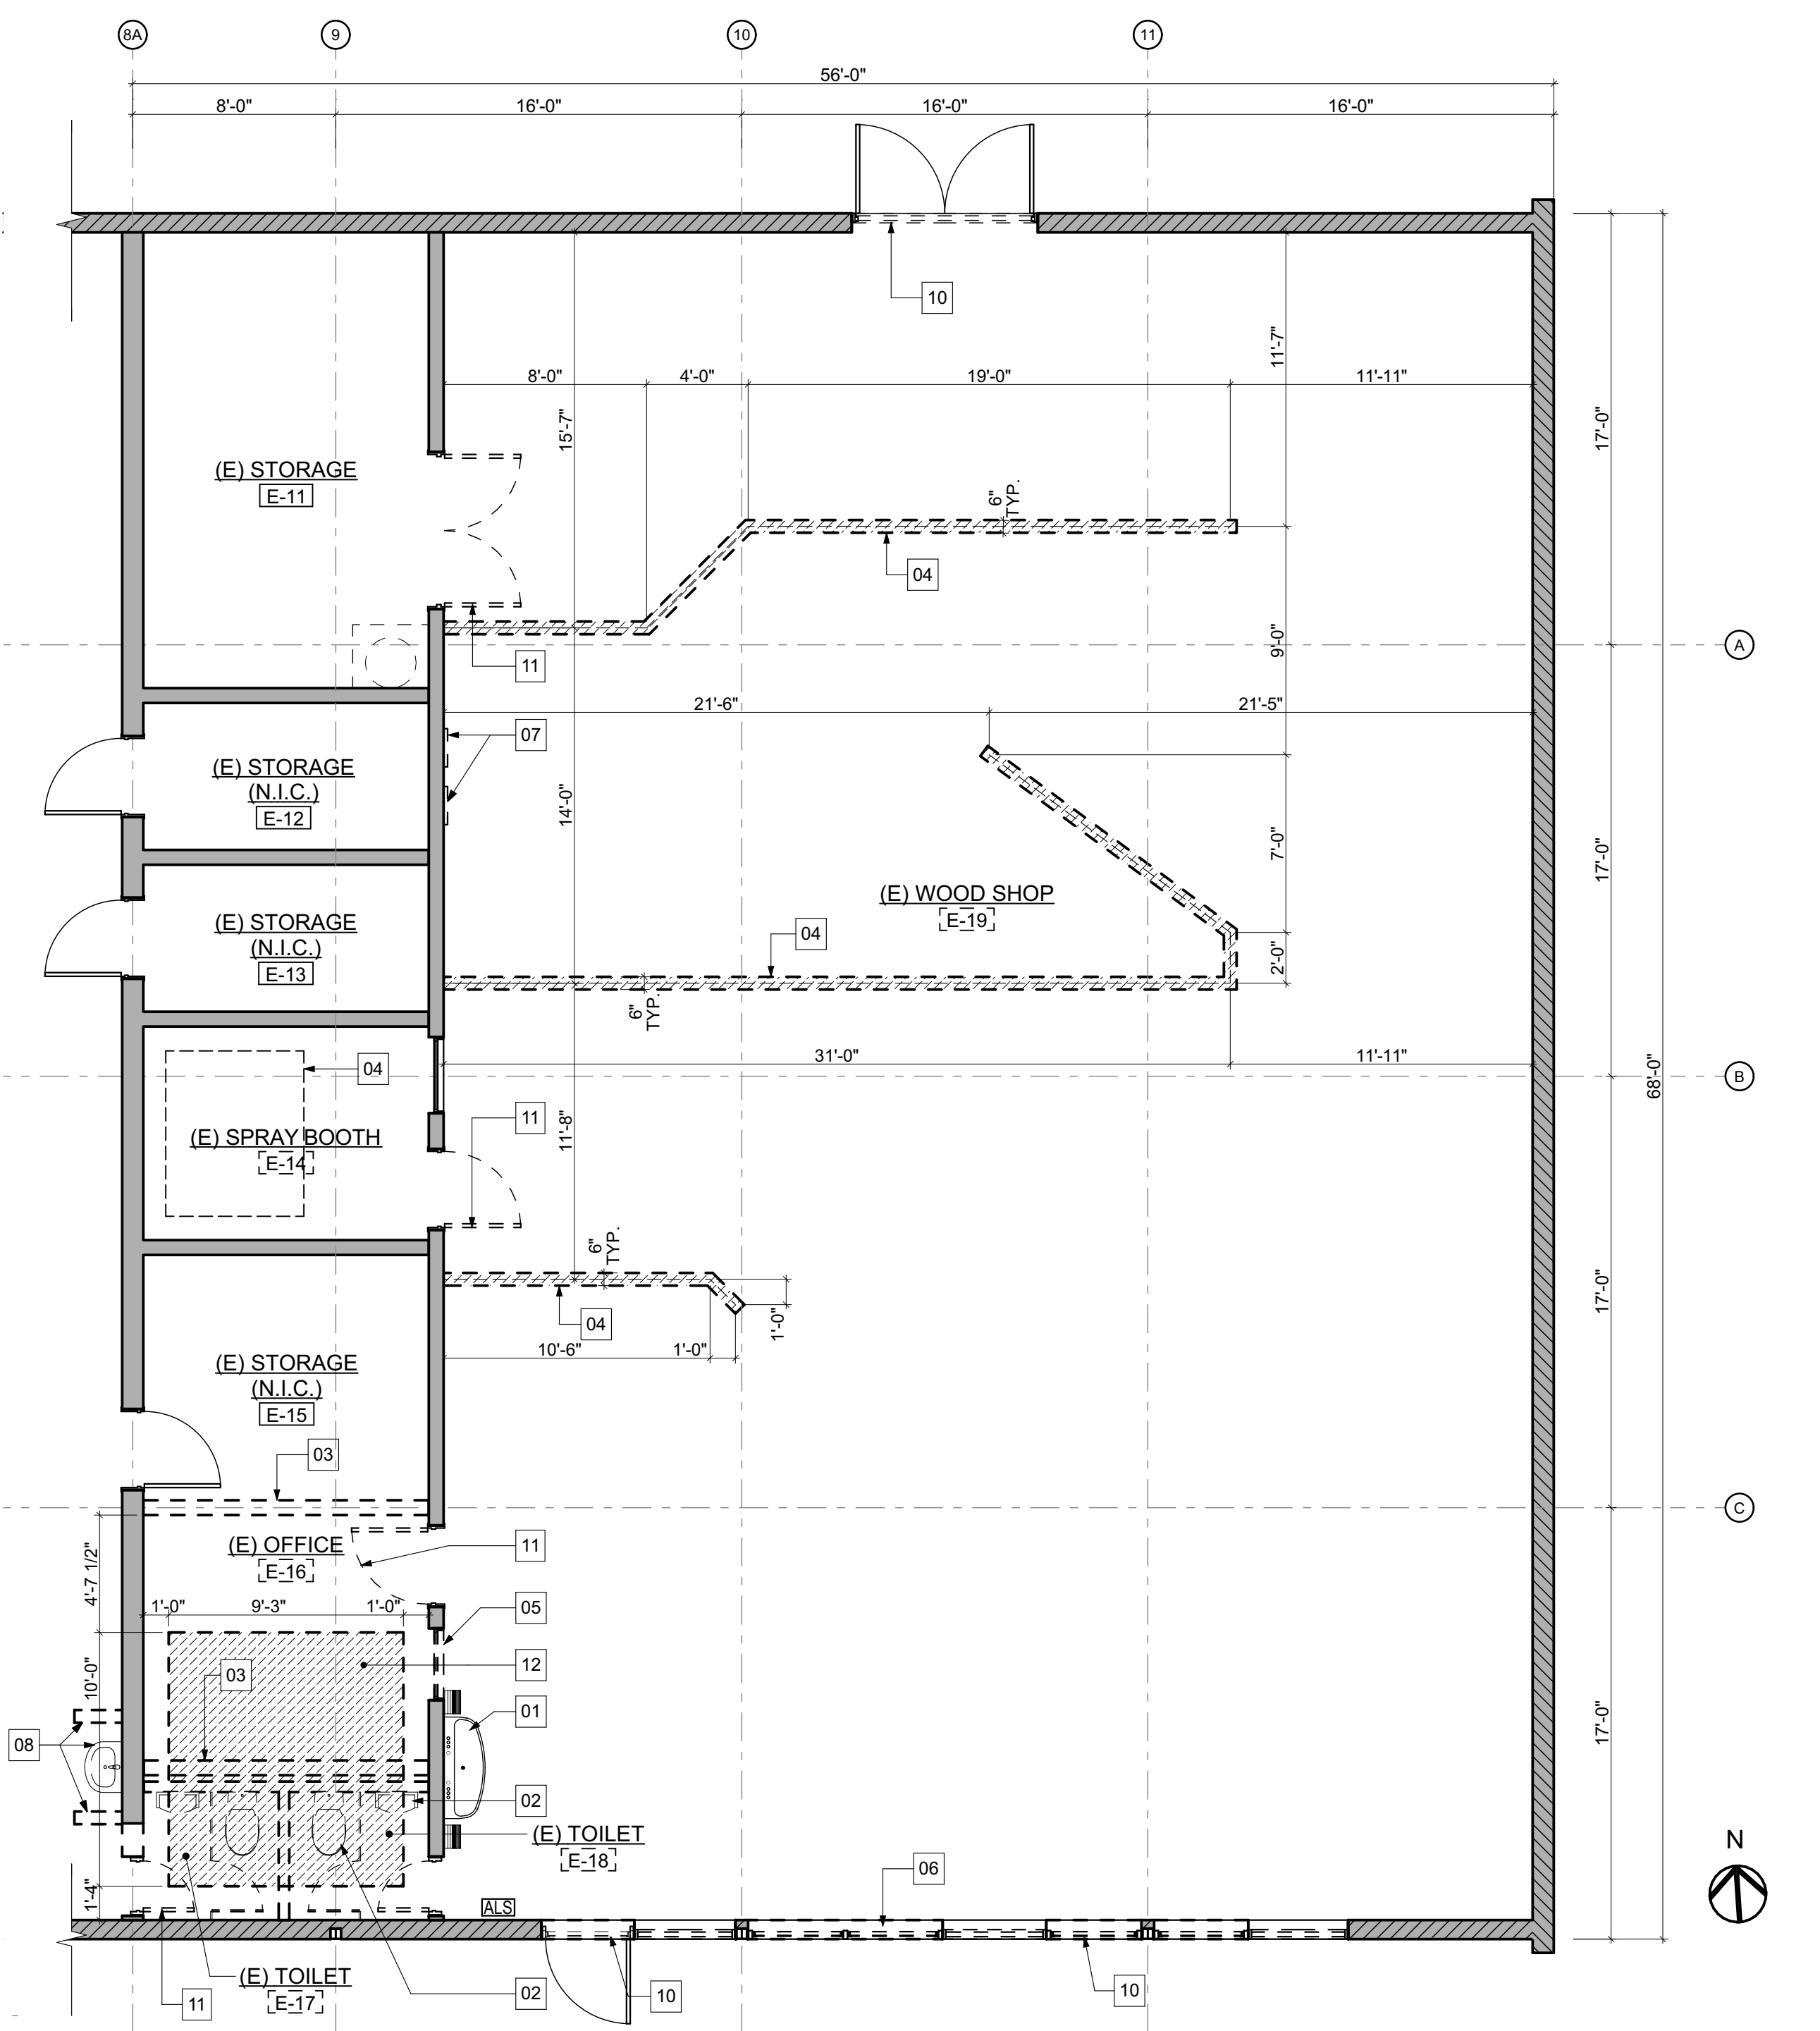 8A
9
10
11
56'-0"
8'-0"
16'-0"
16'-0"
16'-0"
10
11'-7"
8'-0"
4'-0"
19'-0"
11'-11"
15'-7"
17'-0"
(E) STORAGE
E-11
6"
TYP.
04
9'-0"
A
11
21'-6"
21'-5"
07
(E) STORAGE
(N.I.C.)
E-12
14'-0"
7'-0"
17'-0"
(E) WOOD SHOP
E-19
(E) STORAGE
(N.I.C.)
E-13
04
2'-0"
6"
TYP.
31'-0"
11'-11"
04
B
68'-0"
11
11'-8"
(E) SPRAY BOOTH
E-14
6"
TYP.
17'-0"
04
1'-0"
10'-6"
1'-0"
(E) STORAGE
(N.I.C.)
E-15
03
C
(E) OFFICE
E-16
11
4'-7 1/2"
1'-0"
9'-3"
1'-0"
05
12
03
10'-0"
01
17'-0"
08
02
(E) TOILET
E-18
N
06
1'-4"
ALS
(E) TOILET
E-17
11
02
10
10